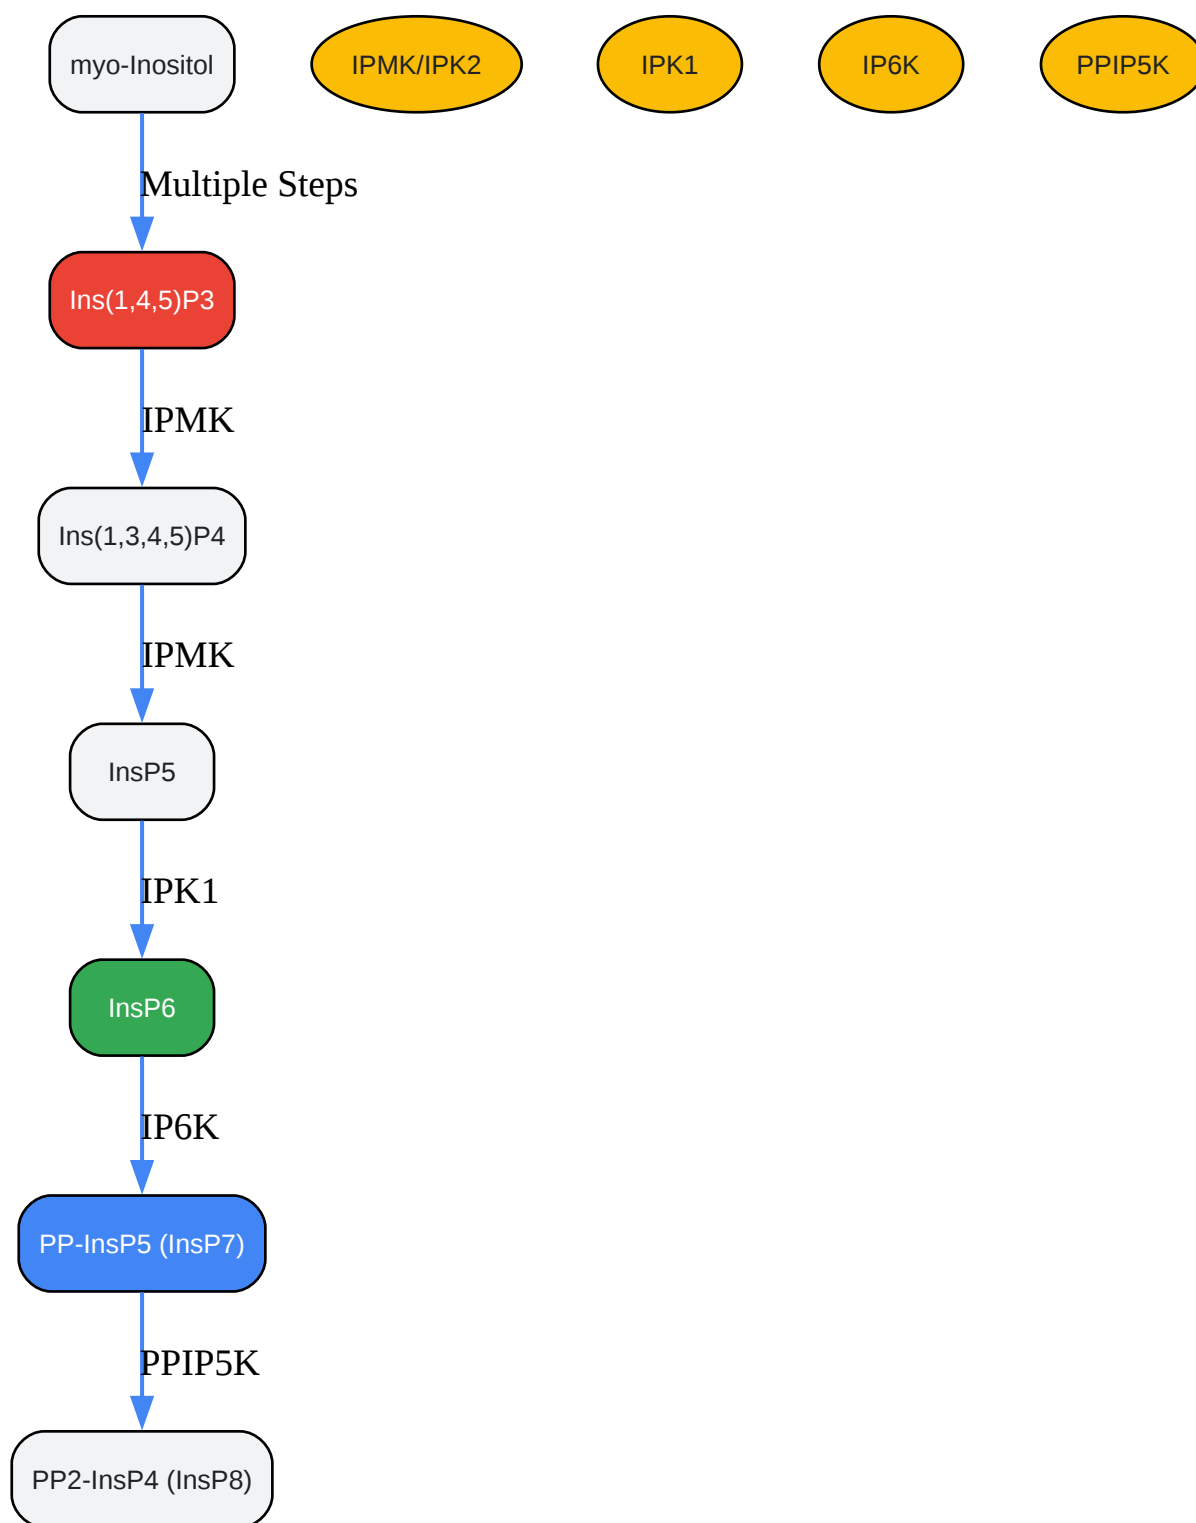 myo-Inositol
IPMK/IPK2
IPK1
IP6K
PPIP5K
Multiple Steps
Ins(1,4,5)P3
IPMK
Ins(1,3,4,5)P4
IPMK
InsP5
IPK1
InsP6
IP6K
PP-InsP5 (InsP7)
PPIP5K
PP2-InsP4 (InsP8)